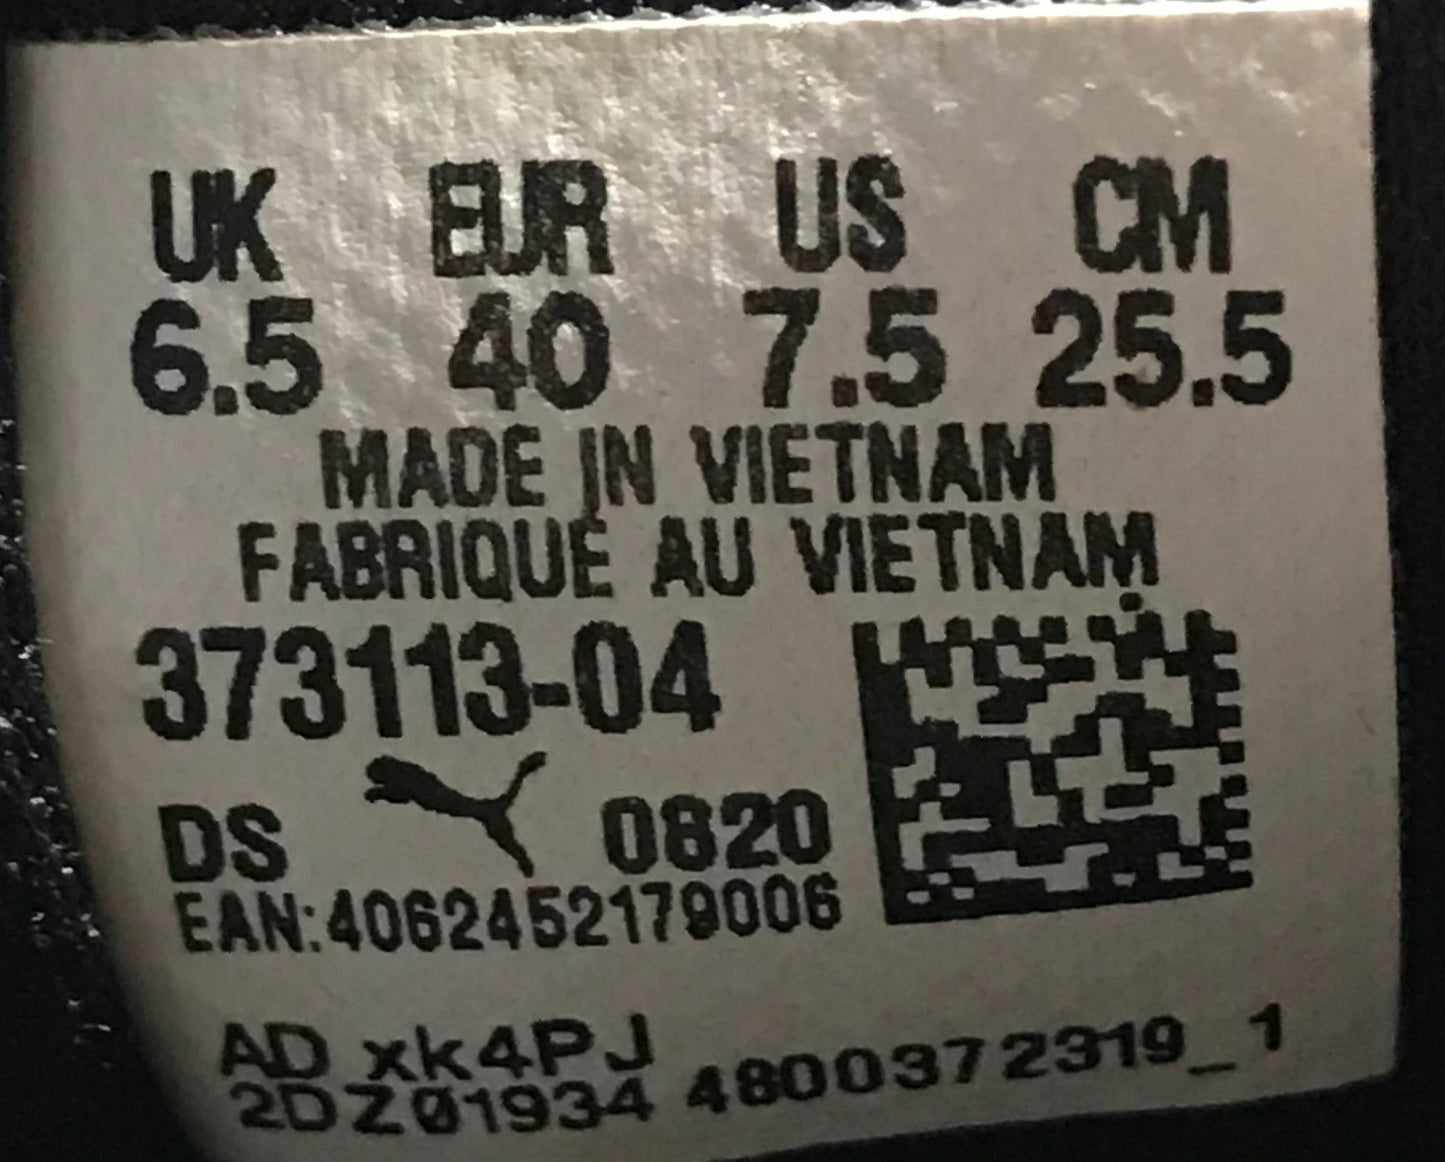 UK EUR US CM
6.5 40 7.5 25.5
MADE IN VIETNAM
FABRIQUE AU VIETNAM
373113-04
DS 0820
EAN:4062452179006
AD xk4PJ
2DZ01934 4800372319_1